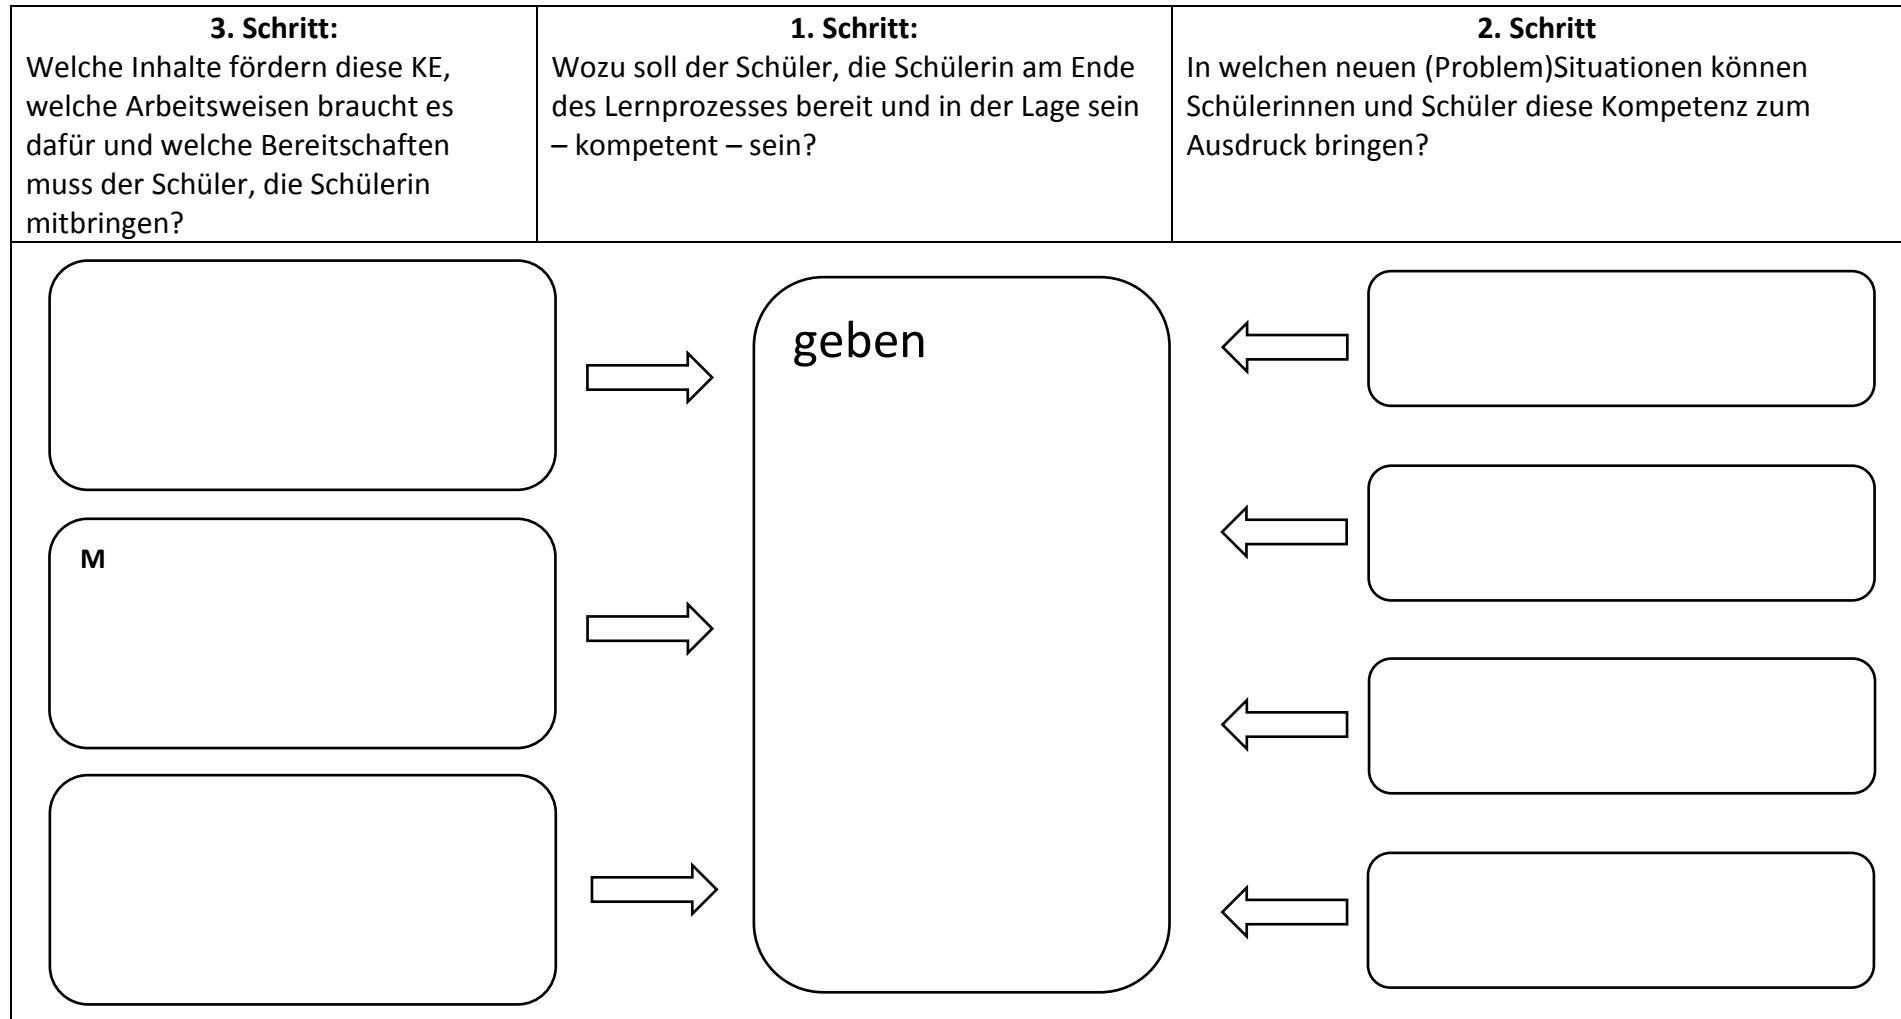 3. Schritt:
Welche Inhalte fördern diese KE,
welche Arbeitsweisen braucht es
dafür und welche Bereitschaften
muss der Schüler, die Schülerin
mitbringen?
1. Schritt:
Wozu soll der Schüler, die Schülerin am Ende
des Lernprozesses bereit und in der Lage sein
– kompetent – sein?
2. Schritt
In welchen neuen (Problem)Situationen können
Schülerinnen und Schüler diese Kompetenz zum
Ausdruck bringen?
geben
M